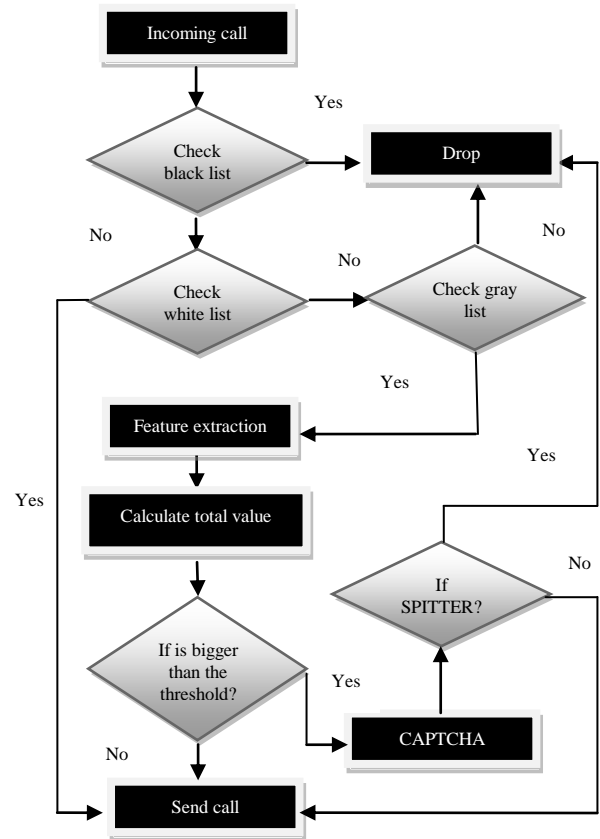 Incoming call
Yes
Check
black list
Drop
No
No
No
Check
white list
Check gray
list
Yes
Feature extraction
Yes
Yes
Calculate total value
If
SPITTER?
No
If is bigger
than the
threshold?
Yes
CAPTCHA
No
Send call